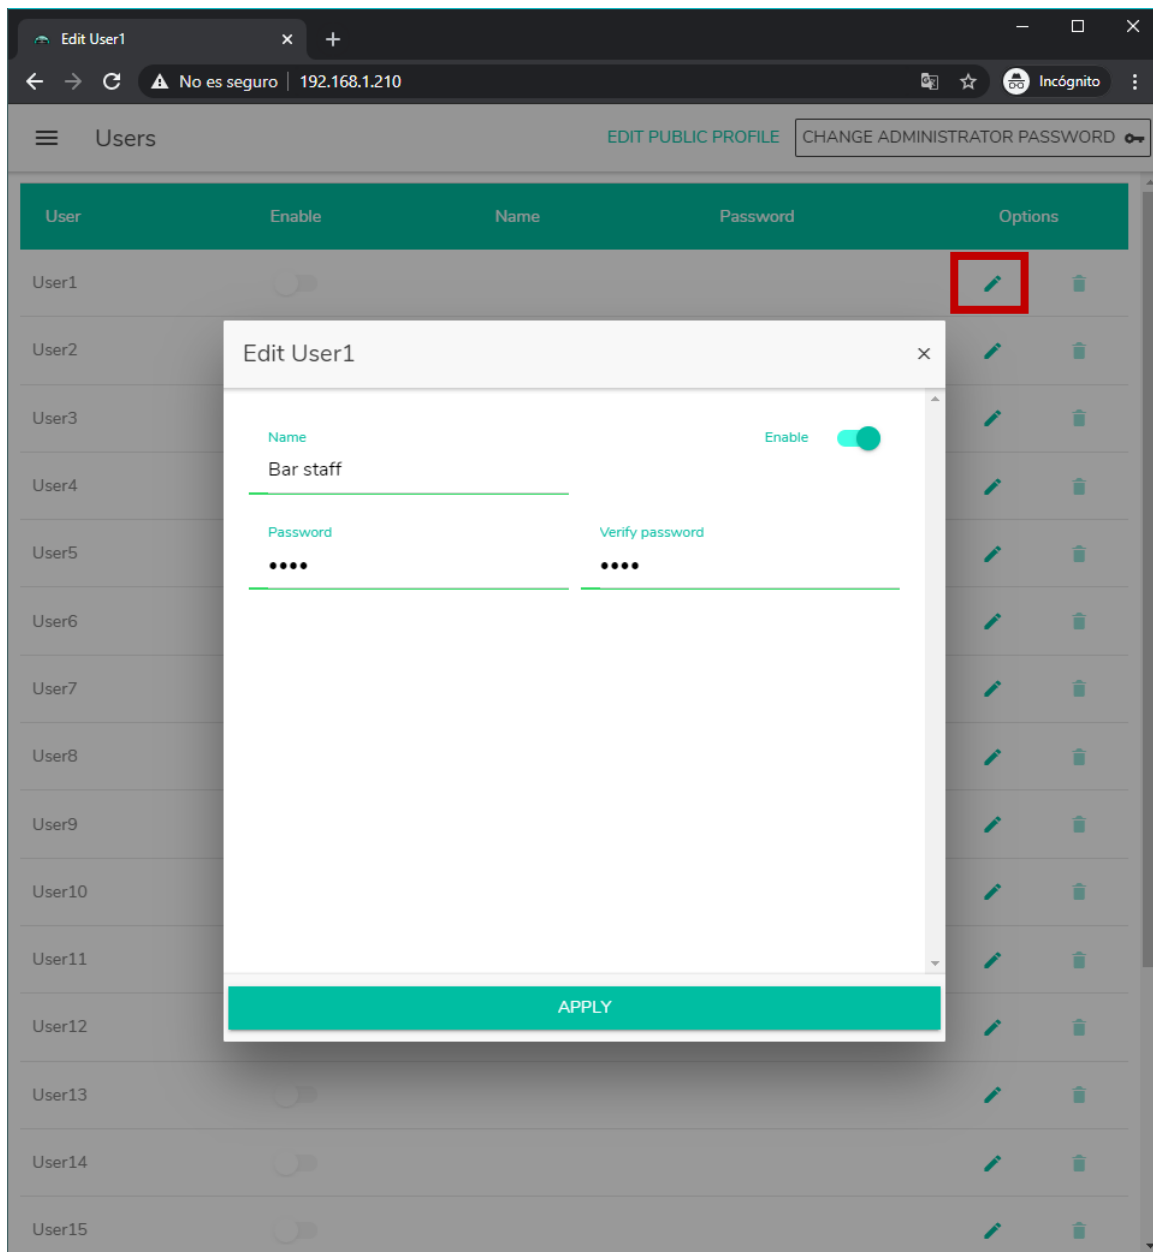 Edit User1
No es seguro 192.168.1.210 Incógnito
Users EDIT PUBLIC PROFILE CHANGE ADMINISTRATOR PASSWORD
User Enable Name Password Options
User1
User2
Edit User1
User3
Name Enable
Bar staff
User4
Password Verify password
User5
••••  ••••
User6
User7
User8
User9
User10
User11
APPLY
User12
User13
User14
User15